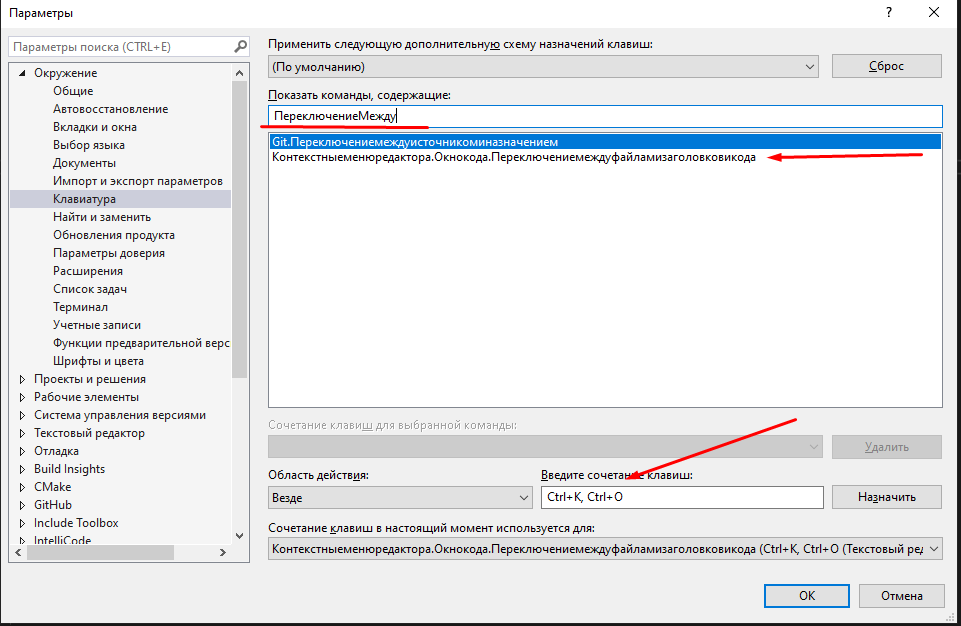 Параметры
?
Параметры поиска (CTRL+E)
Окружение
Общие
Автовосстановление
Вкладки и окна
Выбор языка
Документы
Импорт и экспорт параметров
Клавиатура
Найти и заменить
Обновления продукта
Параметры доверия
Расширения
Список задач
Терминал
Учетные записи
Функции предварительной верс
Шрифты и цвета
Проекты и решения
Рабочие элементы
Система управления версиями
Текстовый редактор
Отладка
Build Insights
CMake
GitHub
Include Toolbox
IntelliCode
Применить следующую дополнительную схему назначений клавиш:
(По умолчанию)
Сброс
Показать команды, содержащие:
ПереключениеМежду
Git.Переключениемеждуисточникоминазначением
Контекстныеменюредактора.Окнокода.Переключениемеждуфайламизаголовковикода
Сочетание клавиш для выбранной команды:
Удалить
Область действия:
Введите сочетание клавиш:
Везде
Ctrl+K, Ctrl+O
Назначить
Сочетание клавиш в настоящий момент используется для:
Контекстныеменюредактора.Окнокода.Переключениемеждуфайламизаголовковикода (Ctrl+K, Ctrl+O (Текстовый ред
OK
Отмена